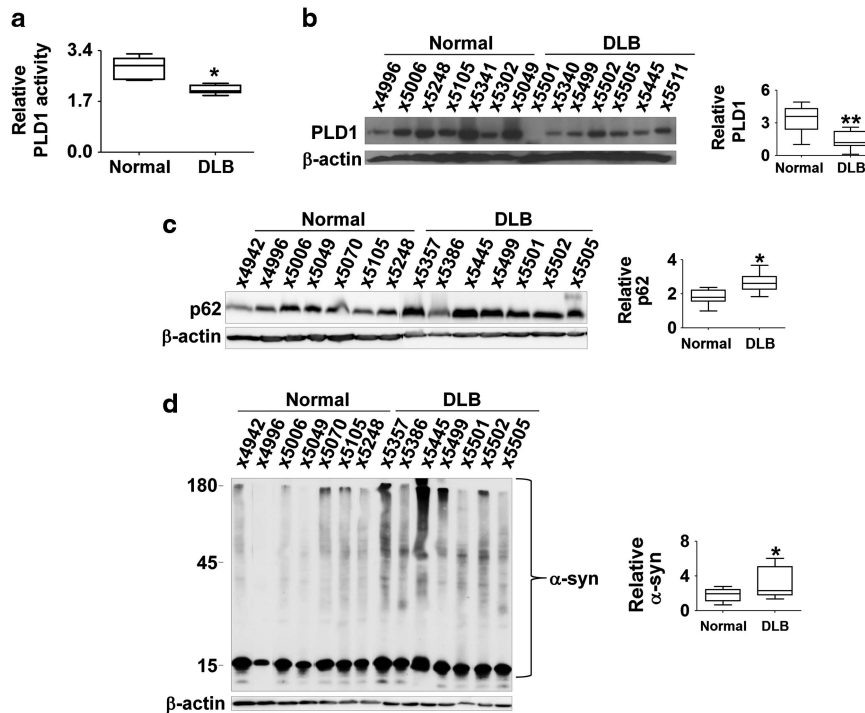 a
Relative
PLD1 activity
3.4
1.7
0.0
*
Normal
DLB
b
Normal
DLB
x4996
x5006
x5248
x5105
x5341
x5302
x5049
x5501
x5340
x5499
x5502
x5505
x5445
x5511
PLD1
β-actin
Relative
PLD1
6
3
0
**
Normal
DLB
c
Normal
DLB
x4942
x4996
x5006
x5049
x5070
x5105
x5248
x5357
x5386
x5445
x5499
x5501
x5502
x5505
p62
β-actin
Relative
p62
4
2
0
*
Normal
DLB
d
Normal
DLB
x4942
x4996
x5006
x5049
x5070
x5105
x5248
x5357
x5386
x5445
x5499
x5501
x5502
x5505
180
45
15
α-syn
β-actin
Relative
α-syn
8
4
0
*
Normal
DLB